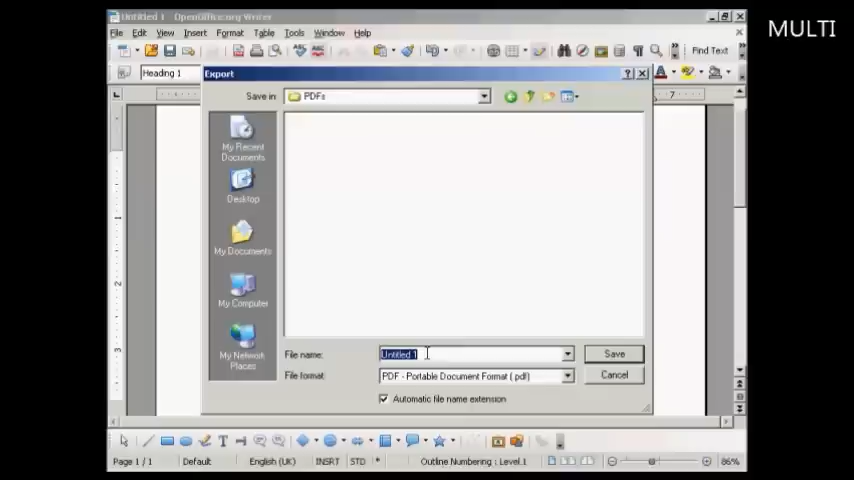 MULTI
Untitled 1 - OpenOffice.org Writer
File Edit View Insert Format Table Tools Window Help
Find Text
Heading 1
Export
Save in:
PDFs
My Recent
Documents
Desktop
My Documents
My Computer
My Network
Places
File name:
Untitled 1
Save
File format:
PDF - Portable Document Format (.pdf)
Cancel
Automatic file name extension
Page 1 / 1
Default
English (UK)
INSRT
STD
*
Outline Numbering : Level 1
86%